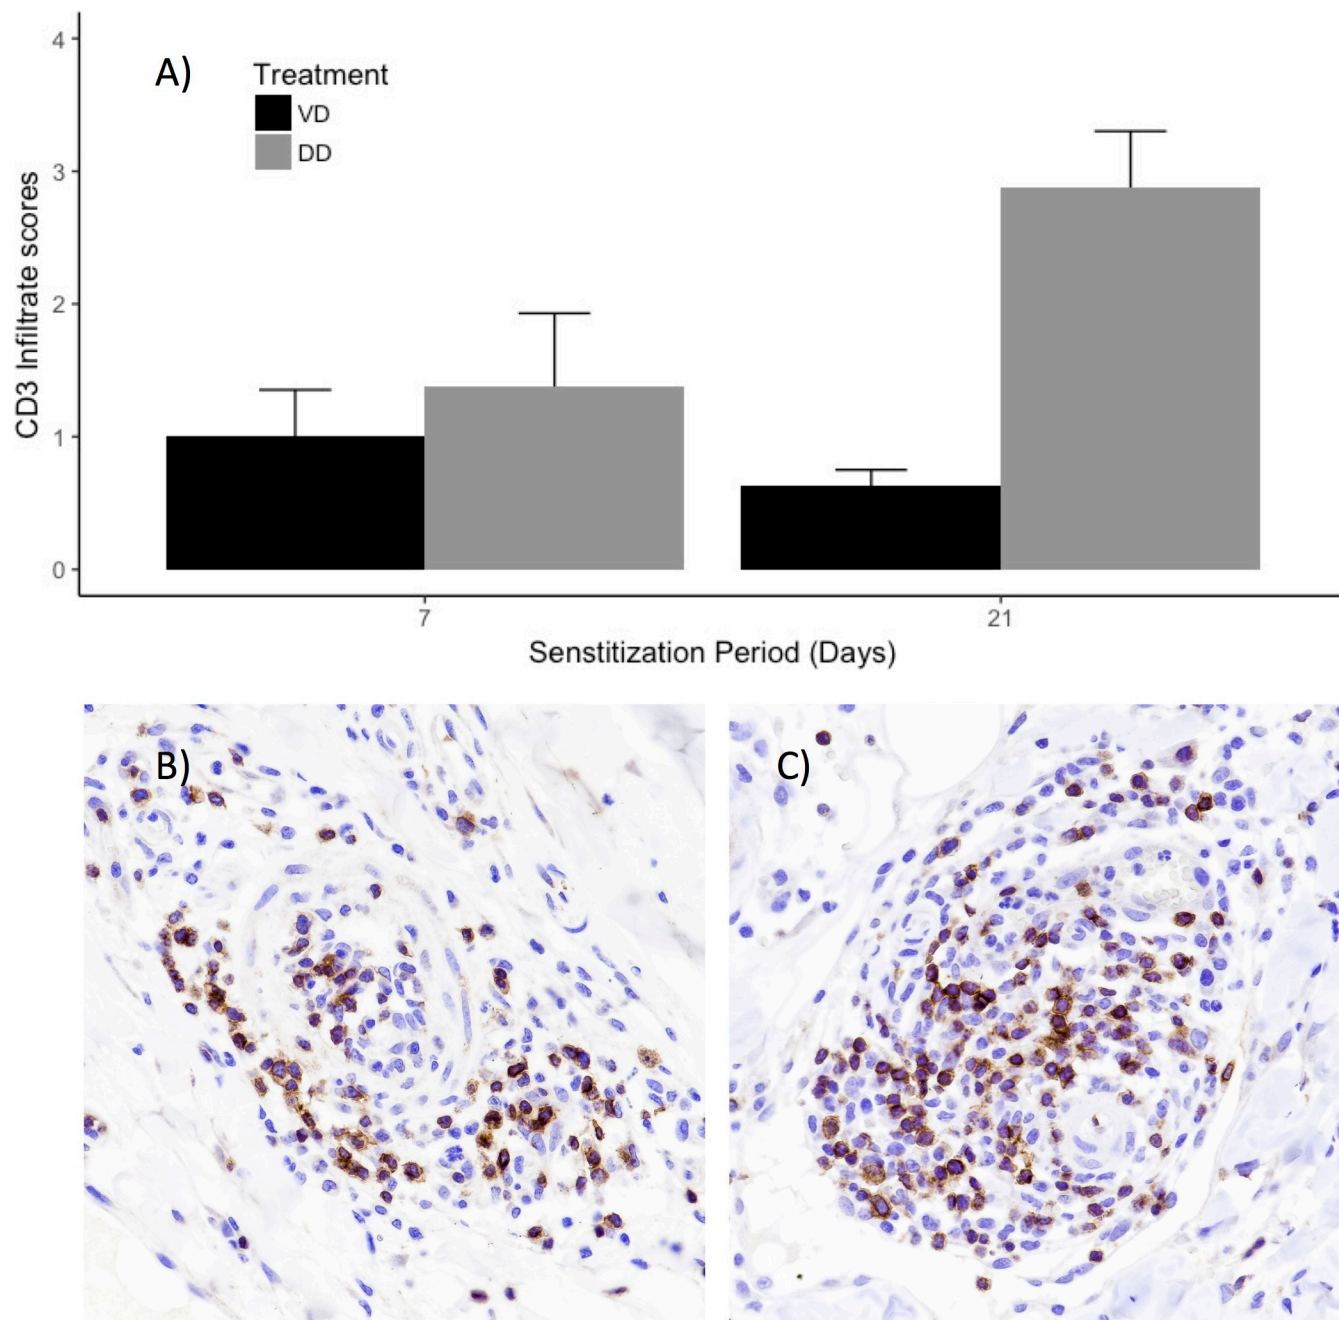 A)
Treatment
VD
DD
4
3
2
1
0
CD3 Infiltrate scores
7
21
Senstitization Period (Days)
B)
C)